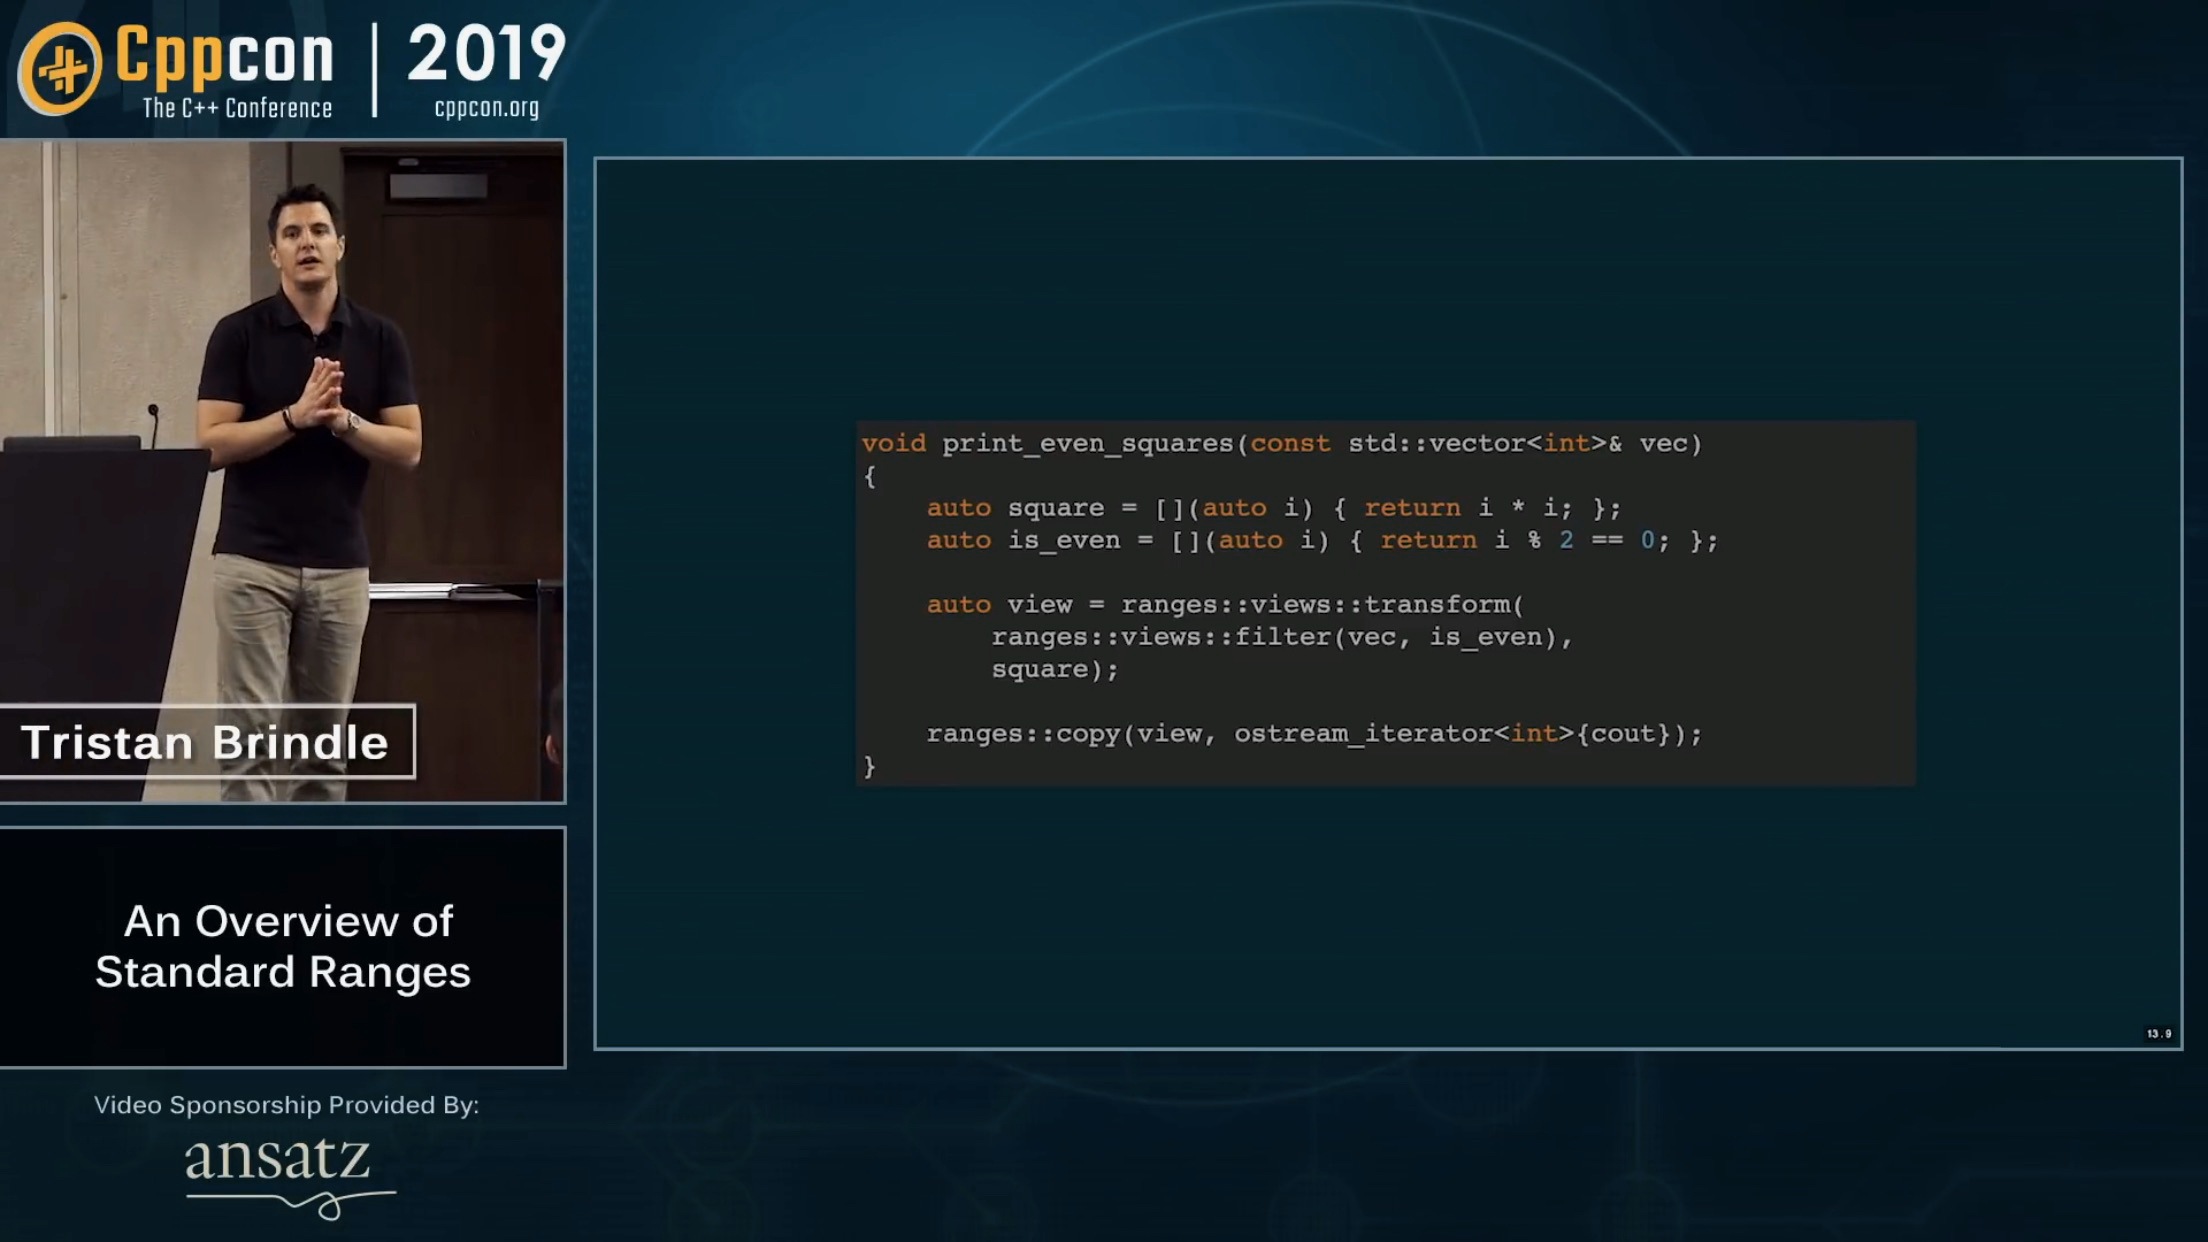 Cppcon
The C++ Conference
2019
cppcon.org
Tristan Brindle
An Overview of
Standard Ranges
Video Sponsorship Provided By:
ansatz
void print_even_squares(const std::vector<int>& vec)
{
    auto square = [](auto i) { return i * i; };
    auto is_even = [](auto i) { return i % 2 == 0; };

    auto view = ranges::views::transform(
        ranges::views::filter(vec, is_even),
        square);

    ranges::copy(view, ostream_iterator<int>{cout});
}
13.9